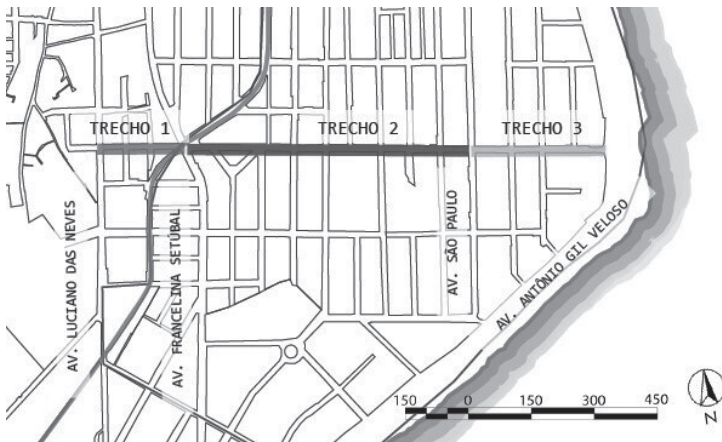 TRECHO 1
TRECHO 2
TRECHO 3
AV. LUCIANO DAS NEVES
AV. FRANCELINA SETÚBAL
AV. SÃO PAULO
AV. ANTÔNIO GIL VELOSO
150 0 150 300 450
N